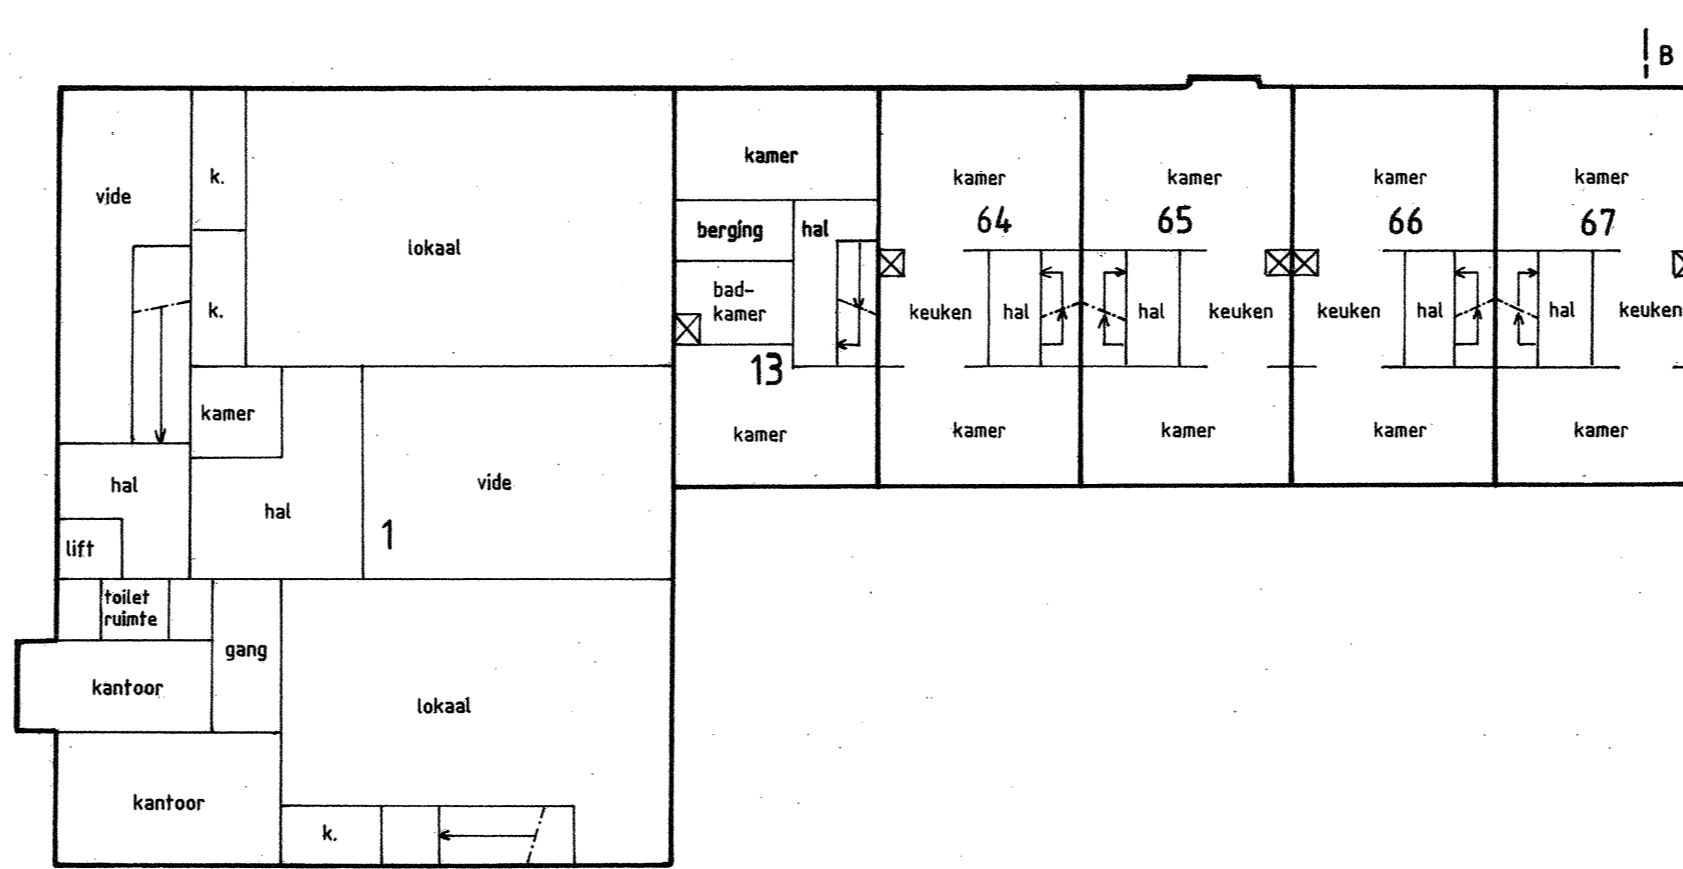 B
vide
k.
lokaal
k.
kamer
hal
lift
hal
1
vide
toilet
ruimte
gang
kantoor
lokaal
kantoor
k.
kamer
berging
hal
bad-
kamer
13
kamer
kamer
64
keuken
hal
kamer
kamer
65
hal
keuken
kamer
kamer
66
keuken
hal
kamer
kamer
67
hal
keuken
kamer